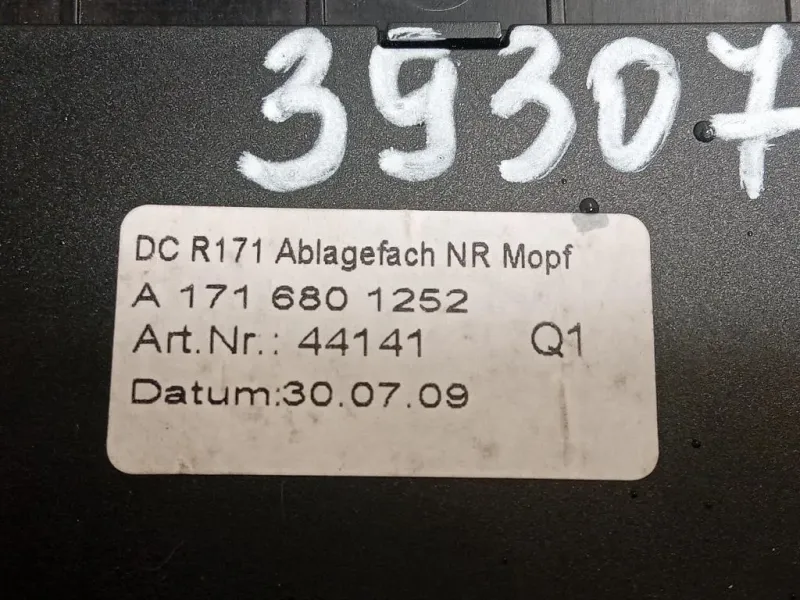 39307
DC R171 Ablagefach NR Mopf
A 171 680 1252
Art.Nr.: 44141 Q1
Datum:30.07.09